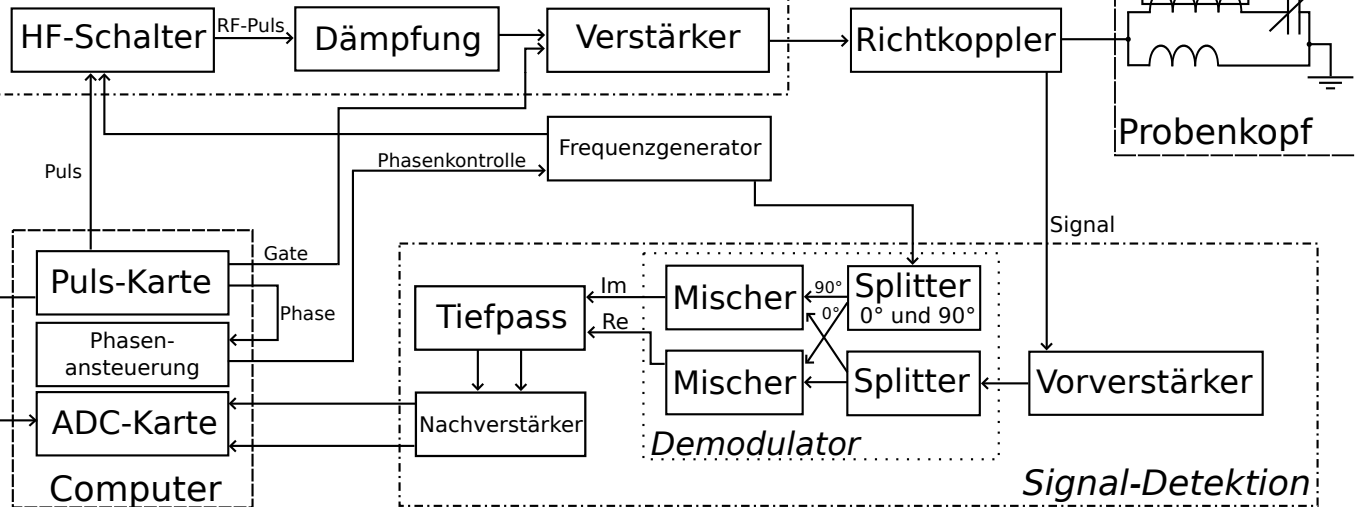 HF-Schalter
RF-Puls
Dämpfung
Verstärker
Richtkoppler
Probenkopf
Frequenzgenerator
Phasenkontrolle
Puls
Signal
Gate
Puls-Karte
Phase
Phasen-
ansteuerung
ADC-Karte
Computer
Im
Re
Tiefpass
Nachverstärker
Mischer
90°
0°
Splitter
0° und 90°
Mischer
Splitter
Vorverstärker
Demodulator
Signal-Detektion